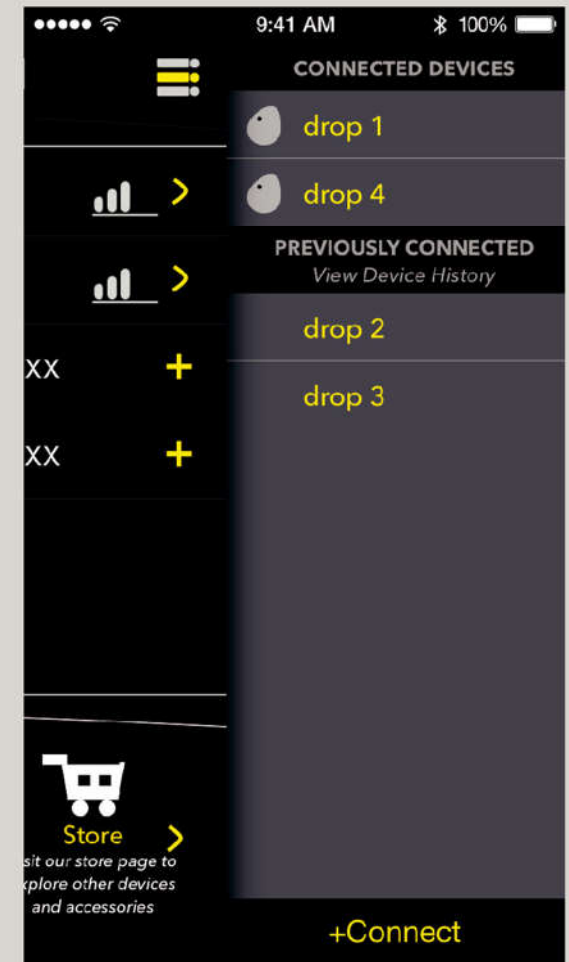 9:41 AM
100%
CONNECTED DEVICES
drop 1
drop 4
PREVIOUSLY CONNECTED
View Device History
drop 2
drop 3
+Connect
>
>
XX +
XX +
Store >
sit our store page to
xplore other devices
and accessories